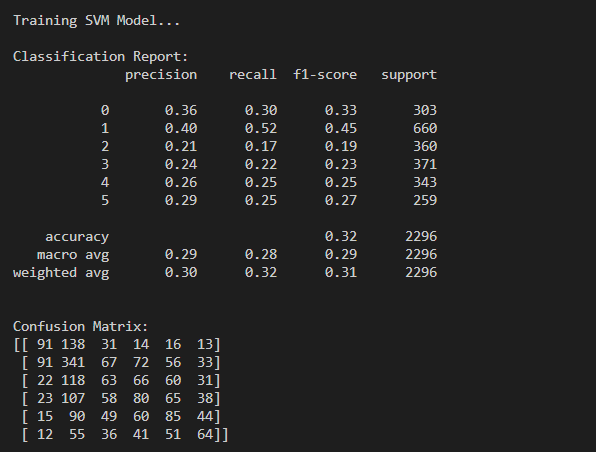 Training SVM Model...
Classification Report:
precision recall f1-score support
0 0.36 0.30 0.33 303
1 0.40 0.52 0.45 660
2 0.21 0.17 0.19 360
3 0.24 0.22 0.23 371
4 0.26 0.25 0.25 343
5 0.29 0.25 0.27 259
accuracy 0.32 2296
macro avg 0.29 0.28 0.29 2296
weighted avg 0.30 0.32 0.31 2296
Confusion Matrix:
[[ 91 138 31 14 16 13]
[ 91 341 67 72 56 33]
[ 22 118 63 66 60 31]
[ 23 107 58 80 65 38]
[ 15 90 49 60 85 44]
[ 12 55 36 41 51 64]]